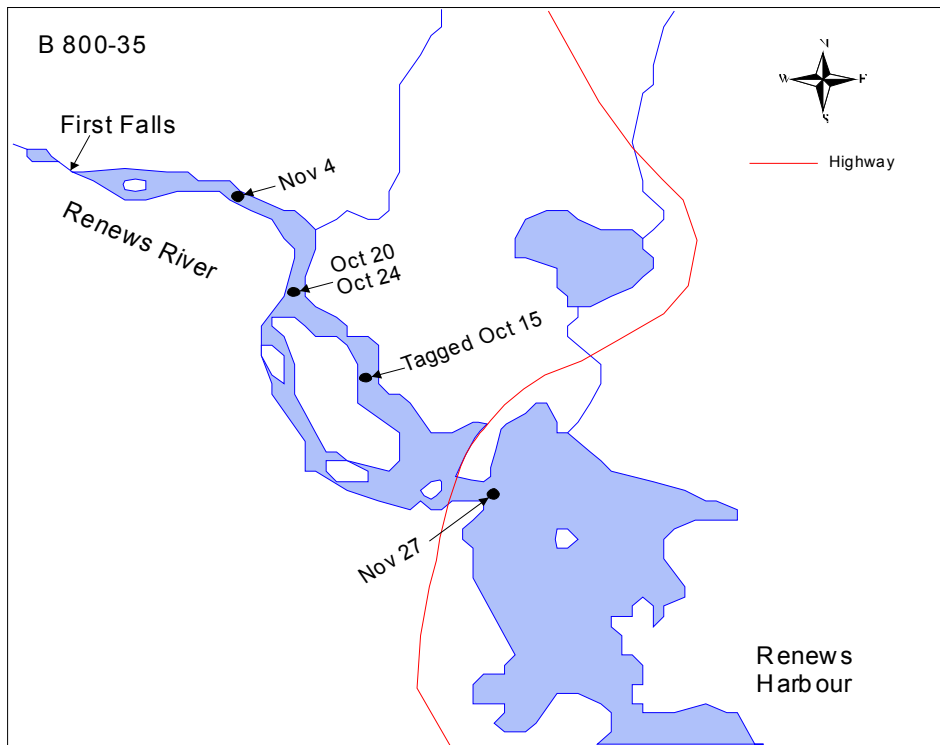 B 800-35
N
W E
S
First Falls
Highway
Nov 4
Renews River
Oct 20
Oct 24
Tagged Oct 15
Nov 27
Renews
Harbour